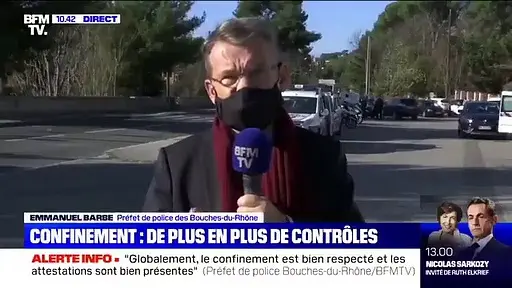 BFM
TV.
10.42 DIRECT
BFM
TV.
EMMANUEL BARBE Préfet de police des Bouches-du-Rhône
CONFINEMENT : DE PLUS EN PLUS DE CONTRÔLES
13.00
NICOLAS SARKOZY
INVITÉ DE RUTH ELKRIEF
ALERTE INFO "Globalement, le confinement est bien respecté et les
attestations sont bien présentes" (Préfet de police Bouches-du-Rhône/BFMTV)